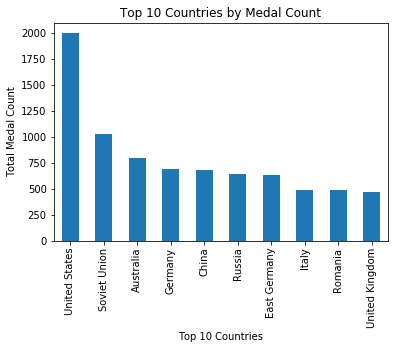 Top 10 Countries by Medal Count
Total Medal Count
2000
1750
1500
1250
1000
750
500
250
0
United States
Soviet Union
Australia
Germany
China
Russia
East Germany
Italy
Romania
United Kingdom
Top 10 Countries